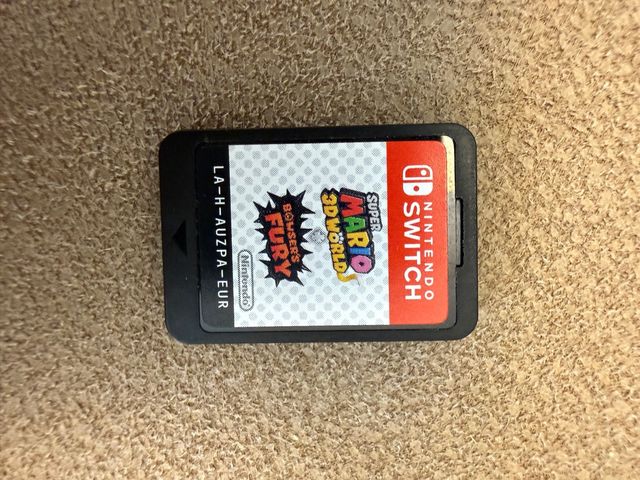 NINTENDO
SWITCH
SUPER
MARIO
3D WORLD
BOWSER'S
FURY
Nintendo
LA-H-AUZPA-EUR